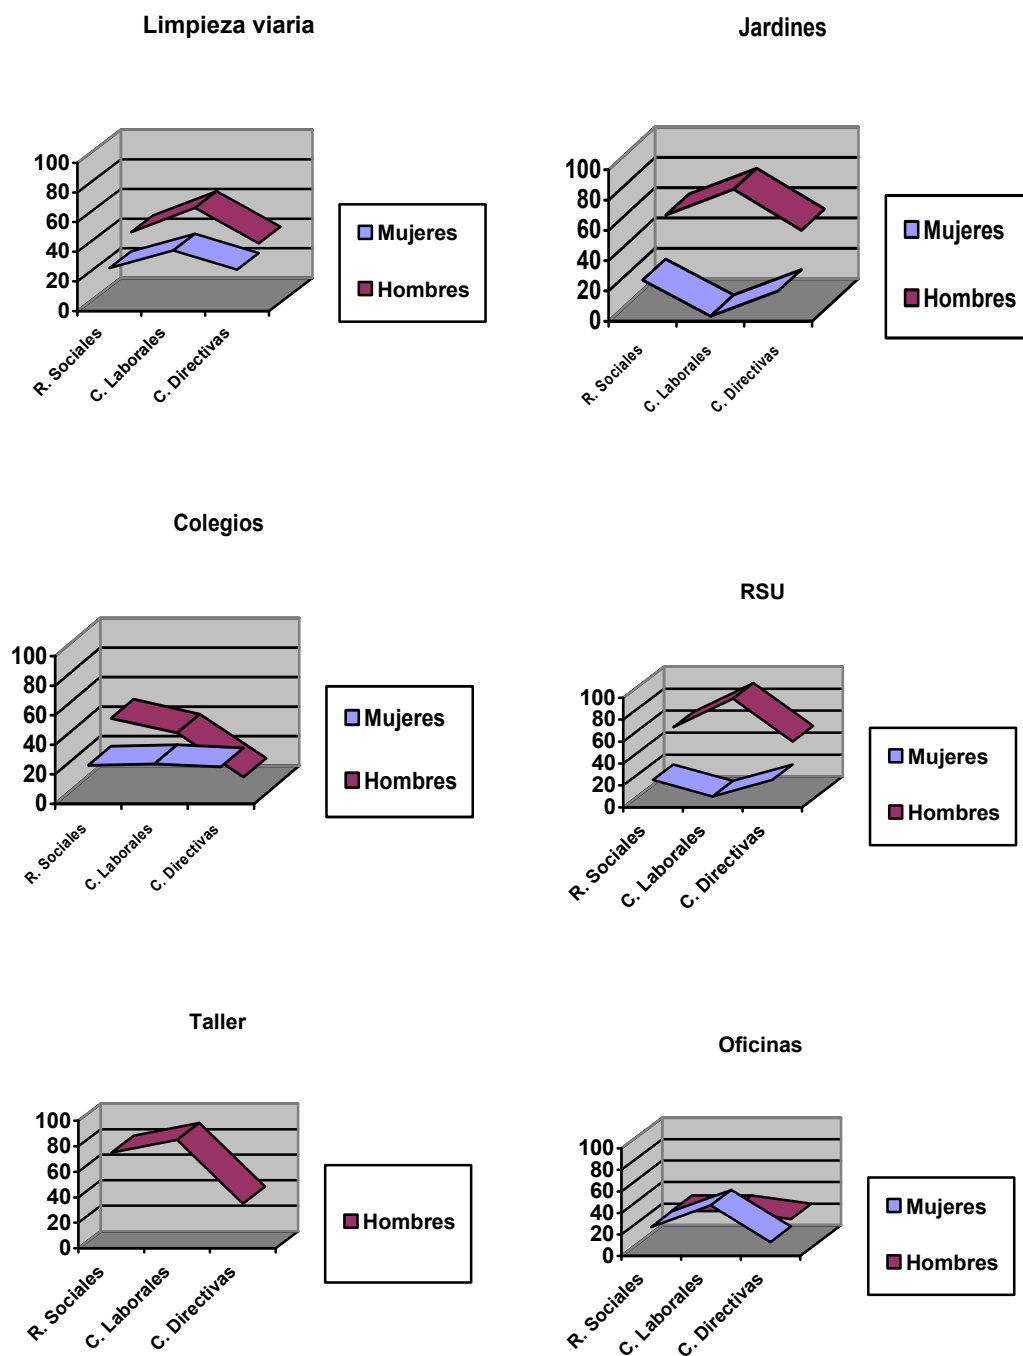 Limpieza viaria
100
80
60
40
20
0
R. Sociales
C. Laborales
C. Directivas
Mujeres
Hombres
Jardines
100
80
60
40
20
0
R. Sociales
C. Laborales
C. Directivas
Mujeres
Hombres
Colegios
100
80
60
40
20
0
R. Sociales
C. Laborales
C. Directivas
Mujeres
Hombres
RSU
100
80
60
40
20
0
R. Sociales
C. Laborales
C. Directivas
Mujeres
Hombres
Taller
100
80
60
40
20
0
R. Sociales
C. Laborales
C. Directivas
Hombres
Oficinas
100
80
60
40
20
0
R. Sociales
C. Laborales
C. Directivas
Mujeres
Hombres